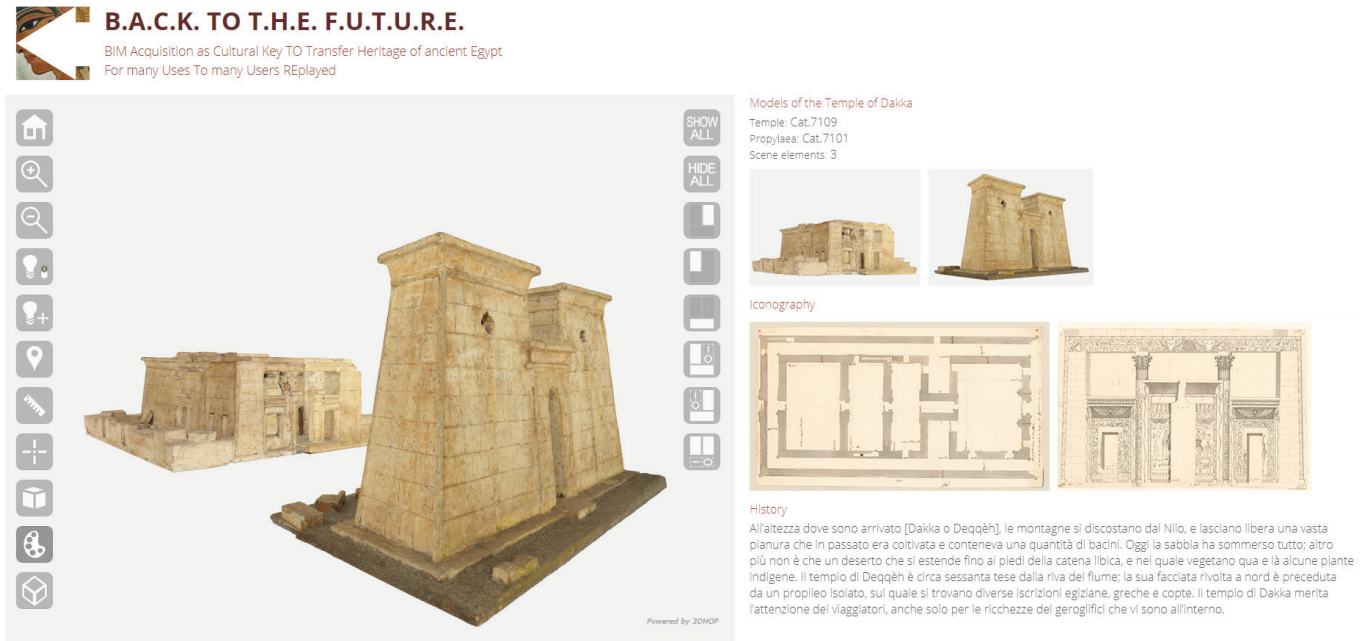 B.A.C.K. TO T.H.E. F.U.T.U.R.E.
BIM Acquisition as Cultural Key TO Transfer Heritage of ancient Egypt
For many Uses To many Users REplayed
SHOW
ALL
HIDE
ALL
Powered by 3DHOP
Models of the Temple of Dakka
Temple: Cat.7109
Propylaea: Cat.7101
Scene elements: 3
Iconography
History
All'altezza dove sono arrivato [Dakka o Deqqèh], le montagne si discostano dal Nilo, e lasciano libera una vasta
pianura che in passato era coltivata e conteneva una quantità di bacini. Oggi la sabbia ha sommerso tutto; altro
più non è che un deserto che si estende fino ai piedi della catena libica, e nel quale vegetano qua e là alcune piante
indigene. Il tempio di Deqqèh è circa sessanta tese dalla riva del fiume; la sua facciata rivolta a nord è preceduta
da un propileo isolato, sul quale si trovano diverse iscrizioni egiziane, greche e copte. Il tempio di Dakka merita
l'attenzione dei viaggiatori, anche solo per le ricchezze dei geroglifici che vi sono all'interno.